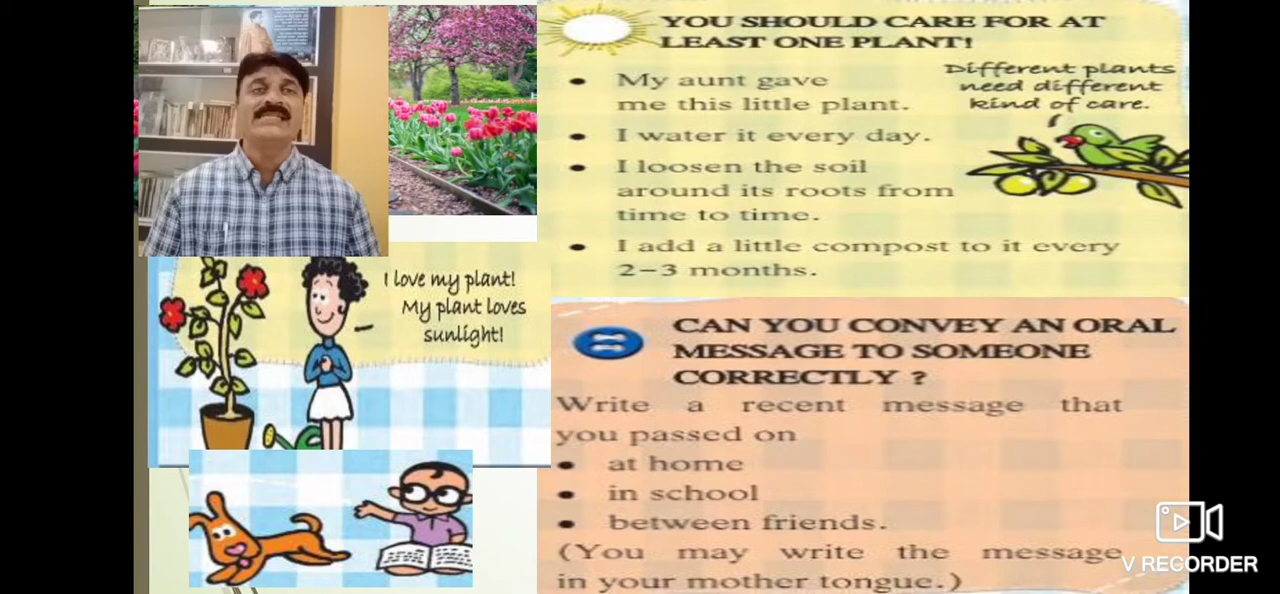 YOU SHOULD CARE FOR AT
LEAST ONE PLANT!
• My aunt gave
me this little plant.
• I water it every day.
• I loosen the soil
around its roots from
time to time.
• I add a little compost to it every
2-3 months.
Different plants
need different
kind of care.
I love my plant!
My plant loves
sunlight!
CAN YOU CONVEY AN ORAL
MESSAGE TO SOMEONE
CORRECTLY ?
Write a recent message that
you passed on
• at home
• in school
• between friends.
(You may write the message
in your mother tongue.)
V RECORDER